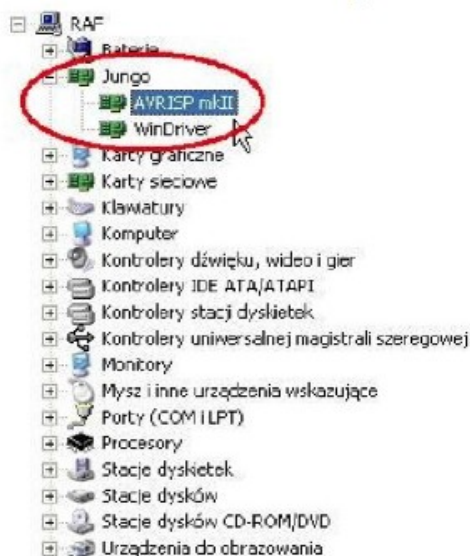 RAF
Baterie
Jungo
AVRISP mkII
WinDriver
Karty graficzne
Karty sieciowe
Klawiatury
Komputer
Kontrolery dźwięku, wideo i gier
Kontrolery IDE ATA/ATAPI
Kontrolery stacji dyskietek
Kontrolery uniwersalnej magistrali szeregowej
Monitory
Mysz i inne urządzenia wskazujące
Porty (COM i LPT)
Procesory
Stacje dyskietek
Stacje dysków
Stacje dysków CD-ROM/DVD
Urządzenia do obrazowania